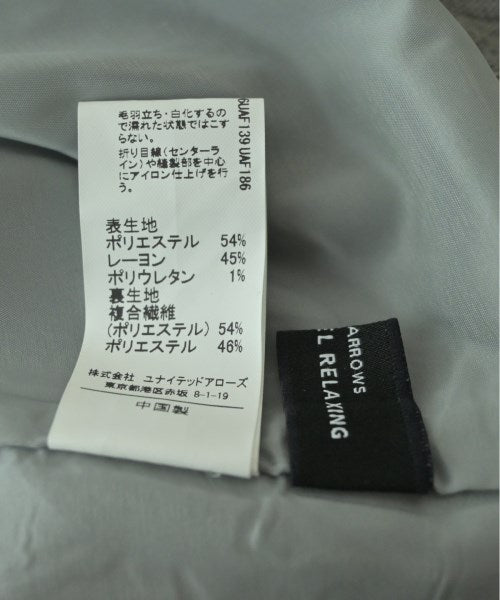 毛羽立ち・白化するの
で濡れた状態ではこす
らない。
折り目線(センターラ
イン)や縫製部を中心
にアイロン仕上げを行
う。
表生地
ポリエステル 54%
レーヨン 45%
ポリウレタン 1%
裏生地
複合繊維
(ポリエステル) 54%
ポリエステル 46%
株式会社 ユナイテッドアローズ
東京都港区赤坂 8-1-19
中国製
6UAF139 UAF186
ARROWS
L RELAXING